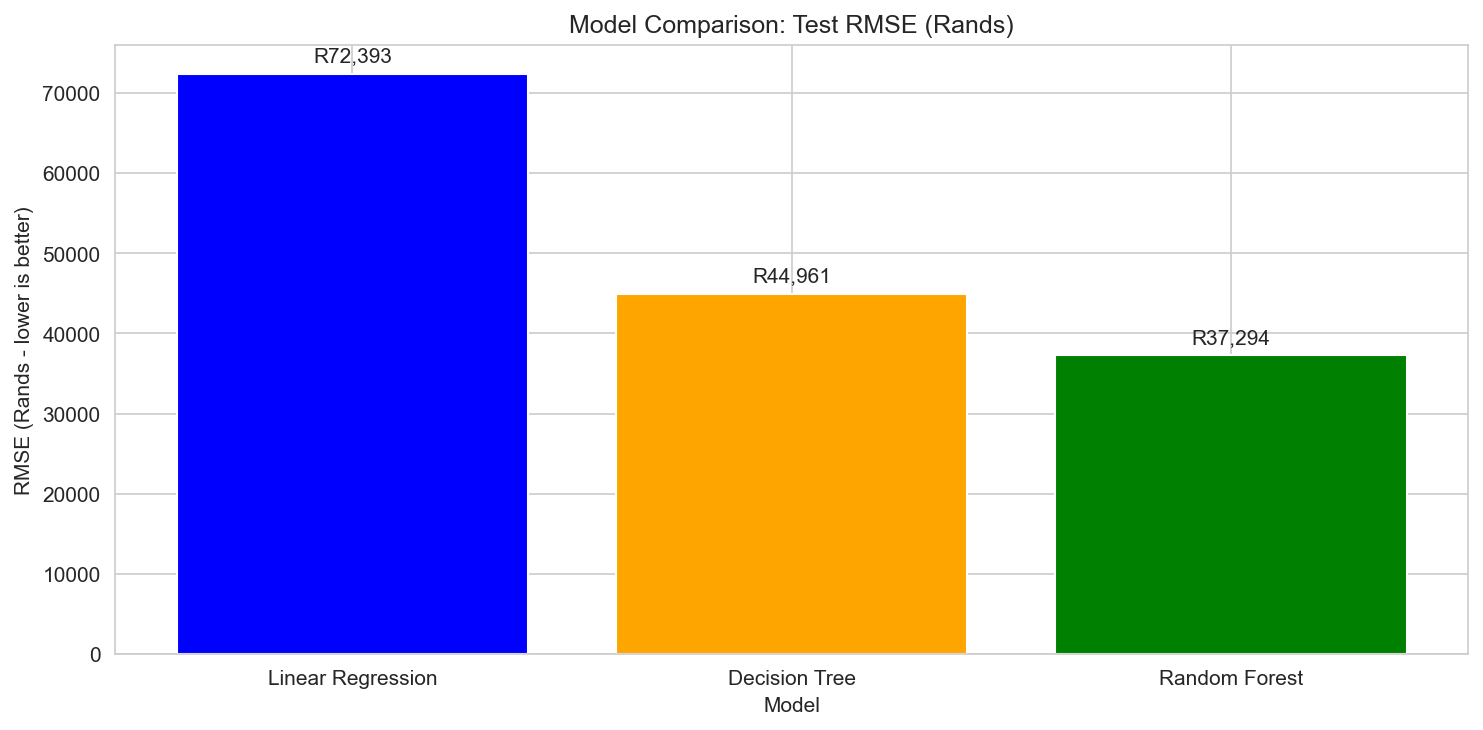 Model Comparison: Test RMSE (Rands)
RMSE (Rands - lower is better)
70000
60000
50000
40000
30000
20000
10000
0
R72,393
R44,961
R37,294
Linear Regression
Decision Tree
Random Forest
Model